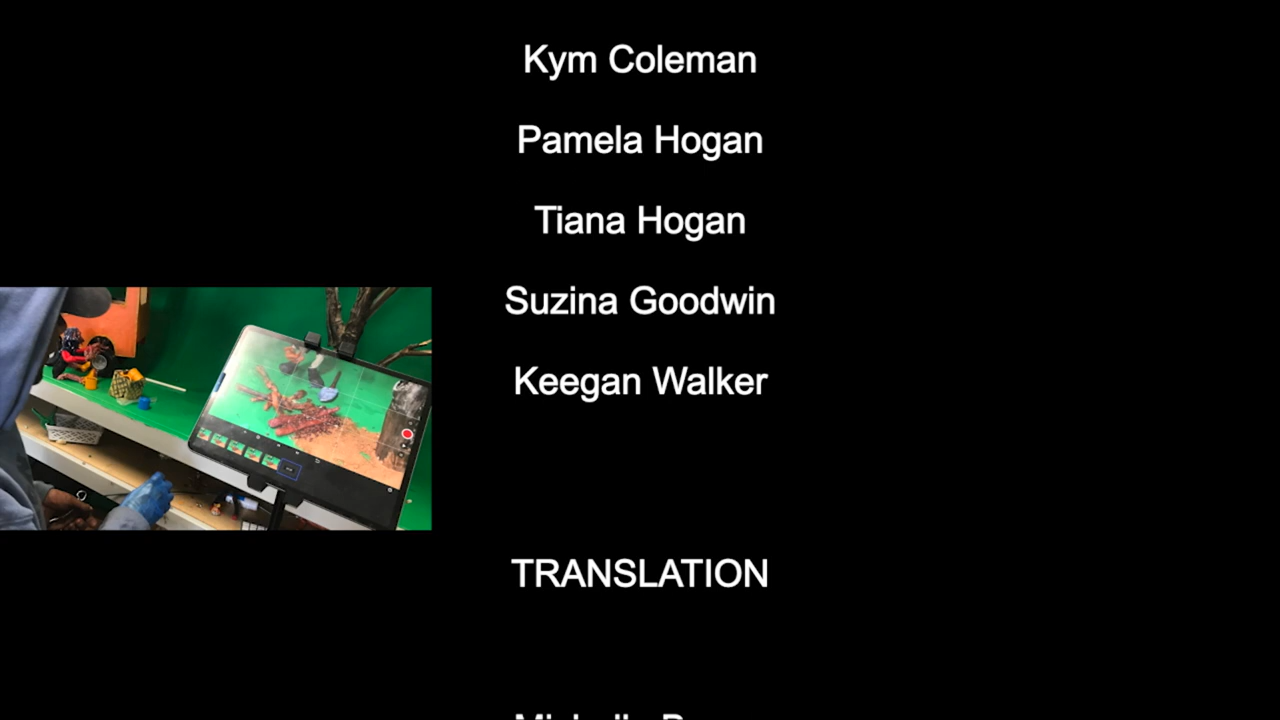 Kym Coleman
Pamela Hogan
Tiana Hogan
Suzina Goodwin
Keegan Walker
TRANSLATION